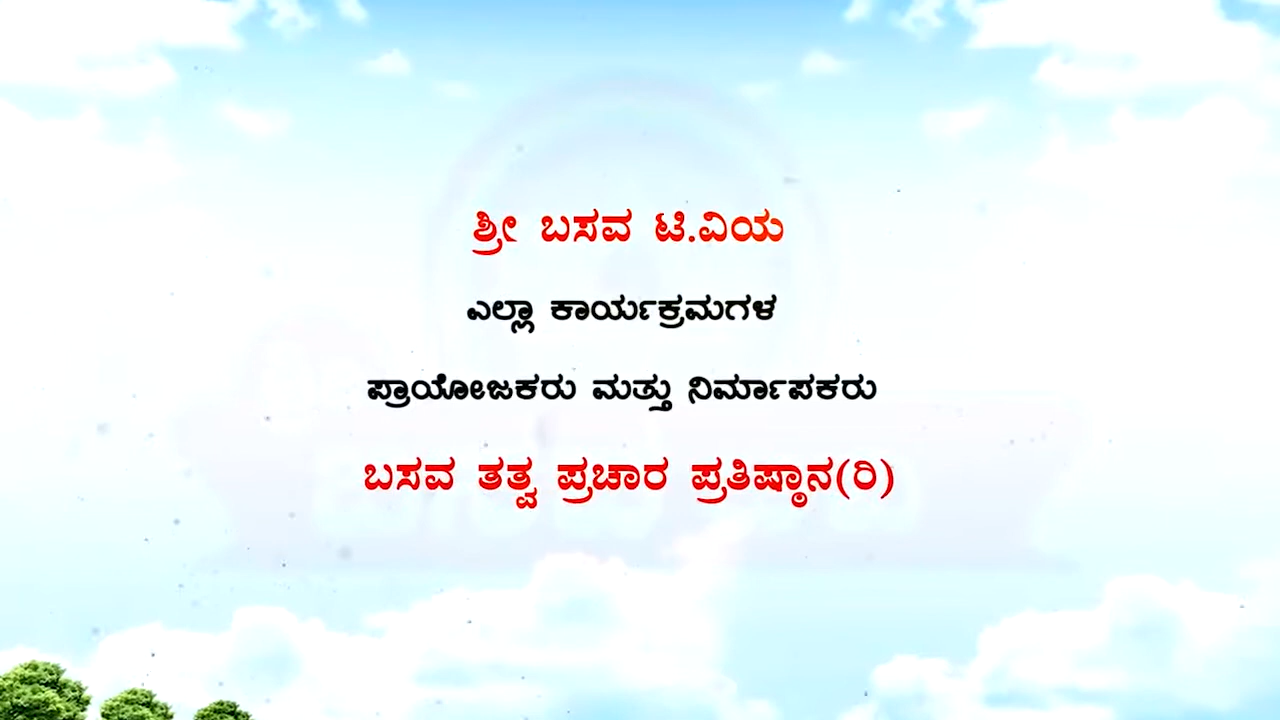 ಶ್ರೀ ಬಸವ ಟಿ.ವಿಯ
ಎಲ್ಲಾ ಕಾರ್ಯಕ್ರಮಗಳ
ಪ್ರಾಯೋಜಕರು ಮತ್ತು ನಿರ್ಮಾಪಕರು
ಬಸವ ತತ್ವ ಪ್ರಚಾರ ಪ್ರತಿಷ್ಠಾನ(ರಿ)